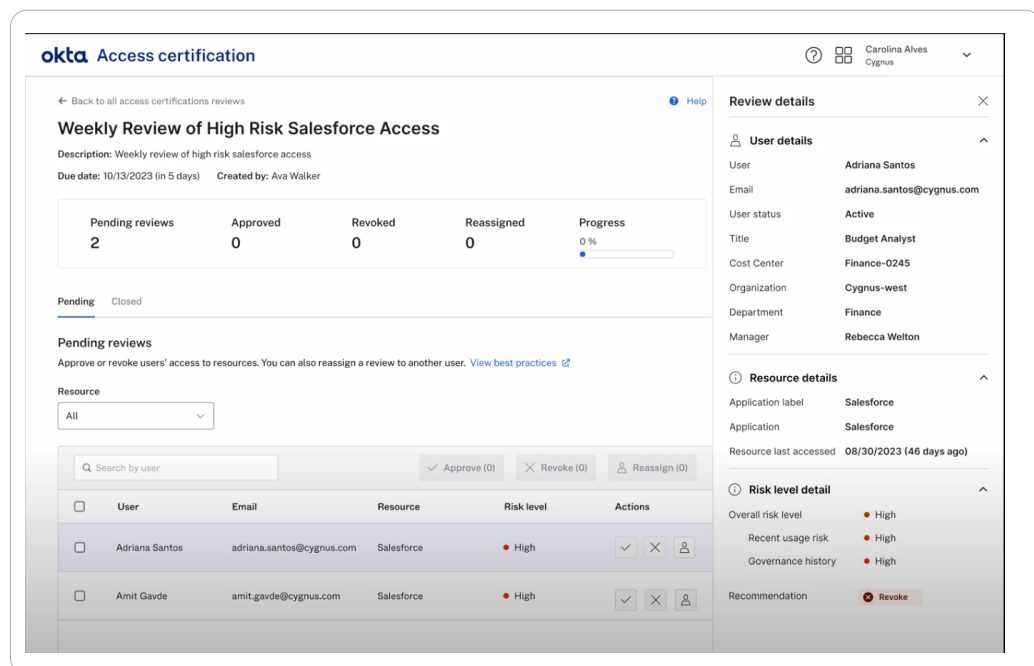 okta Access certification
Carolina Alves
Cygnus
← Back to all access certifications reviews
Help
Weekly Review of High Risk Salesforce Access
Description: Weekly review of high risk salesforce access
Due date: 10/13/2023 (in 5 days) Created by: Ava Walker
Pending reviews Approved Revoked Reassigned Progress
2 0 0 0 0 %
Pending Closed
Pending reviews
Approve or revoke users' access to resources. You can also reassign a review to another user. View best practices
Resource
All
Search by user
Approve (0) Revoke (0) Reassign (0)
User Email Resource Risk level Actions
Adriana Santos adriana.santos@cygnus.com Salesforce High
Amit Gavde amit.gavde@cygnus.com Salesforce High
Review details
User details
User Adriana Santos
Email adriana.santos@cygnus.com
User status Active
Title Budget Analyst
Cost Center Finance-0245
Organization Cygnus-west
Department Finance
Manager Rebecca Welton
Resource details
Application label Salesforce
Application Salesforce
Resource last accessed 08/30/2023 (46 days ago)
Risk level detail
Overall risk level High
Recent usage risk High
Governance history High
Recommendation Revoke